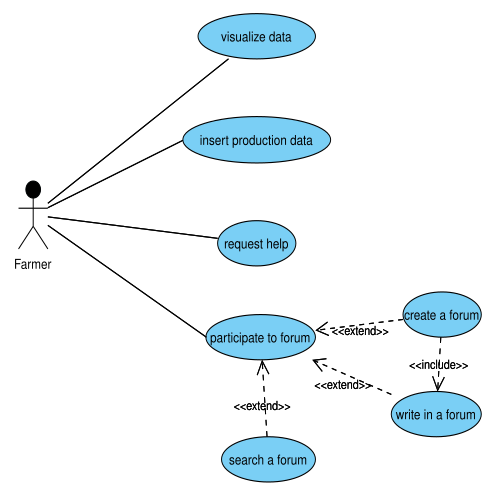 visualize data
insert production data
request help
Farmer
create a forum
<<extend>>
participate to forum
<<include>>
<<extend>>
<<extend>>
write in a forum
search a forum